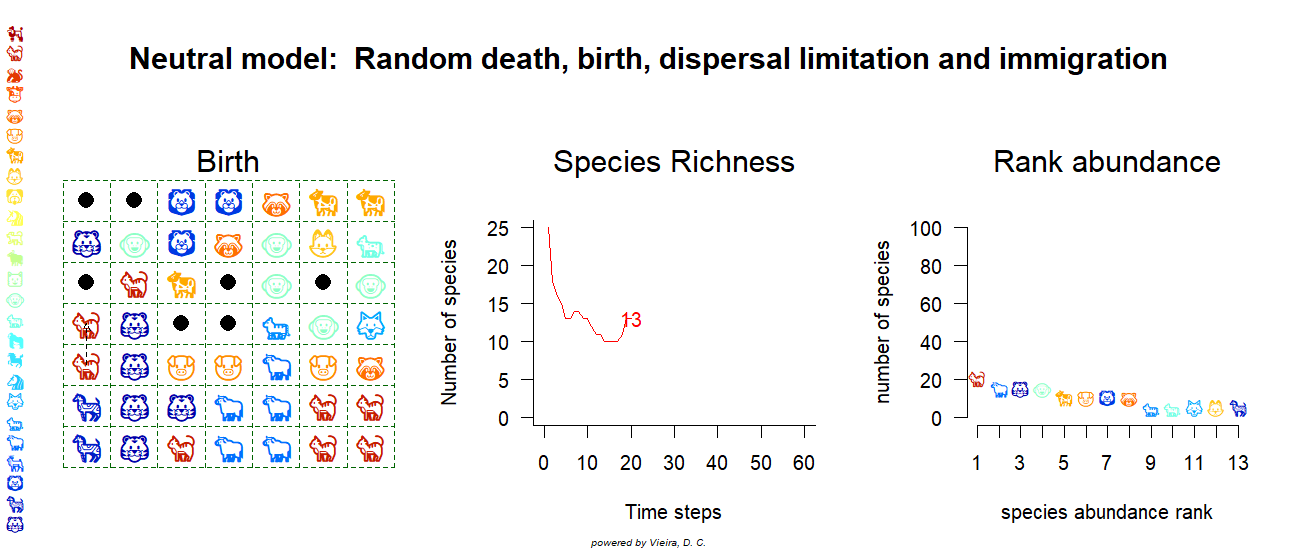 Neutral model:  Random death, birth, dispersal limitation and immigration
Birth
Species Richness
Number of species
25
20
15
10
5
0
13
0 10 20 30 40 50 60
Time steps
Rank abundance
number of species
100
80
60
40
20
0
1 3 5 7 9 11 13
species abundance rank
powered by Vieira, D. C.